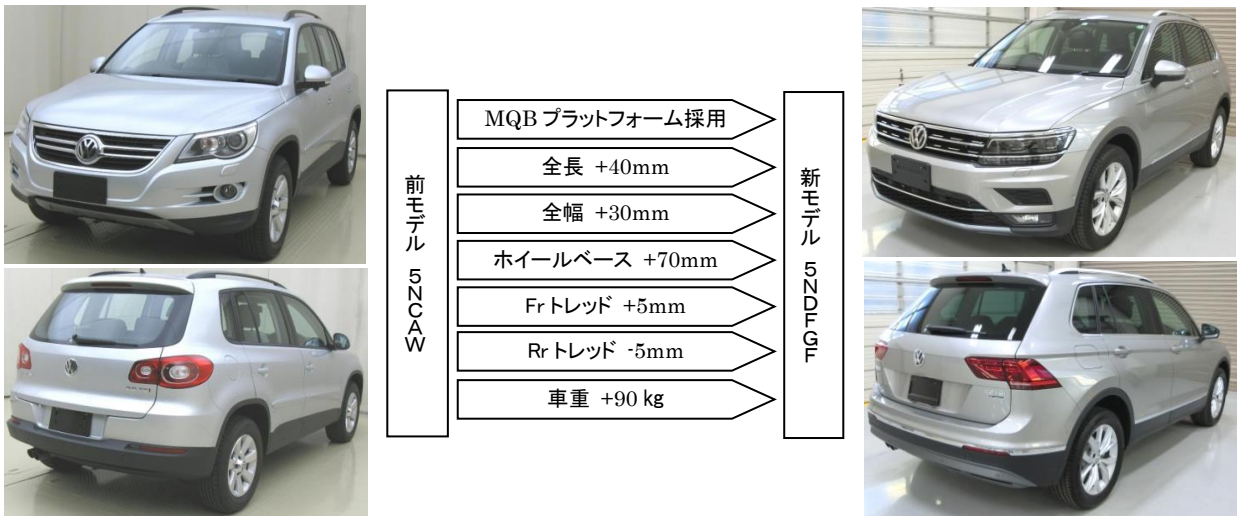 前モデル 5NCAW
MQB プラットフォーム採用
全長 +40mm
全幅 +30mm
ホイールベース +70mm
Fr トレッド +5mm
Rr トレッド -5mm
車重 +90 kg
新モデル 5NDFGF